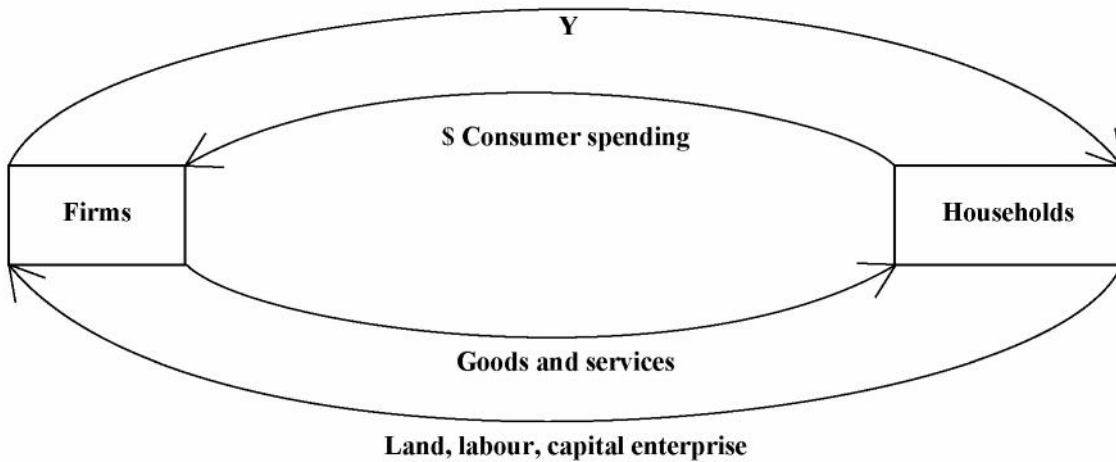 Y
$ Consumer spending
Firms
Households
Goods and services
Land, labour, capital enterprise